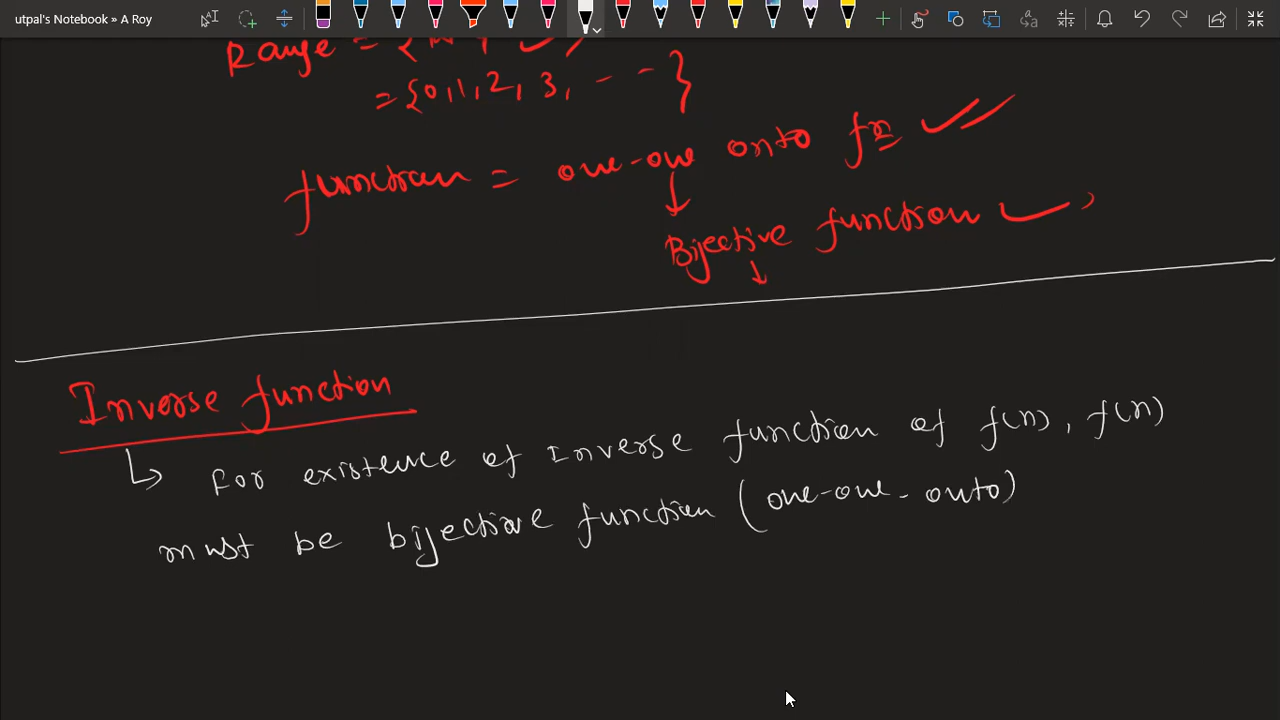 utpal's Notebook » A Roy
Range = {
= {0, 1, 2, 3, - - }
function = one-one onto fn
Bijective function
Inverse function
For existence of Inverse function of f(n), f(n)
must be bijective function (one-one-onto)